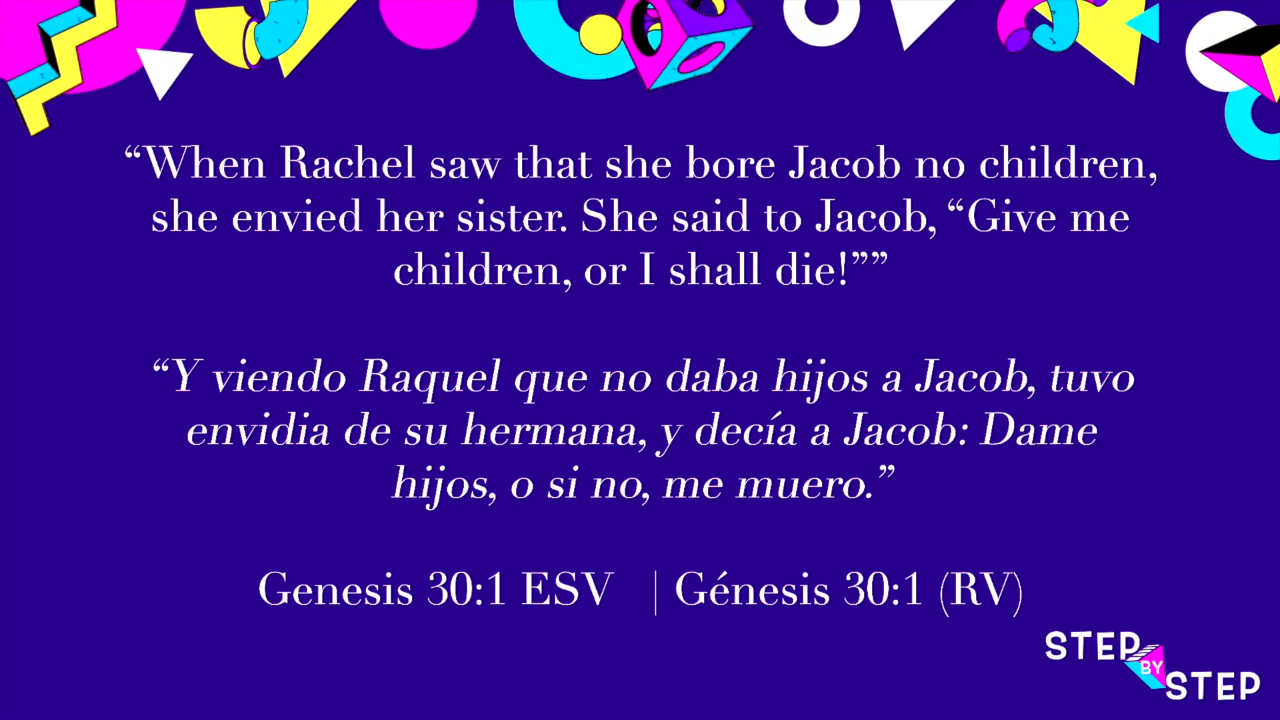 “When Rachel saw that she bore Jacob no children,
she envied her sister. She said to Jacob, “Give me
children, or I shall die!””
“Y viendo Raquel que no daba hijos a Jacob, tuvo
envidia de su hermana, y decía a Jacob: Dame
hijos, o si no, me muero.”
Genesis 30:1 ESV | Génesis 30:1 (RV)
STEP
BY
STEP